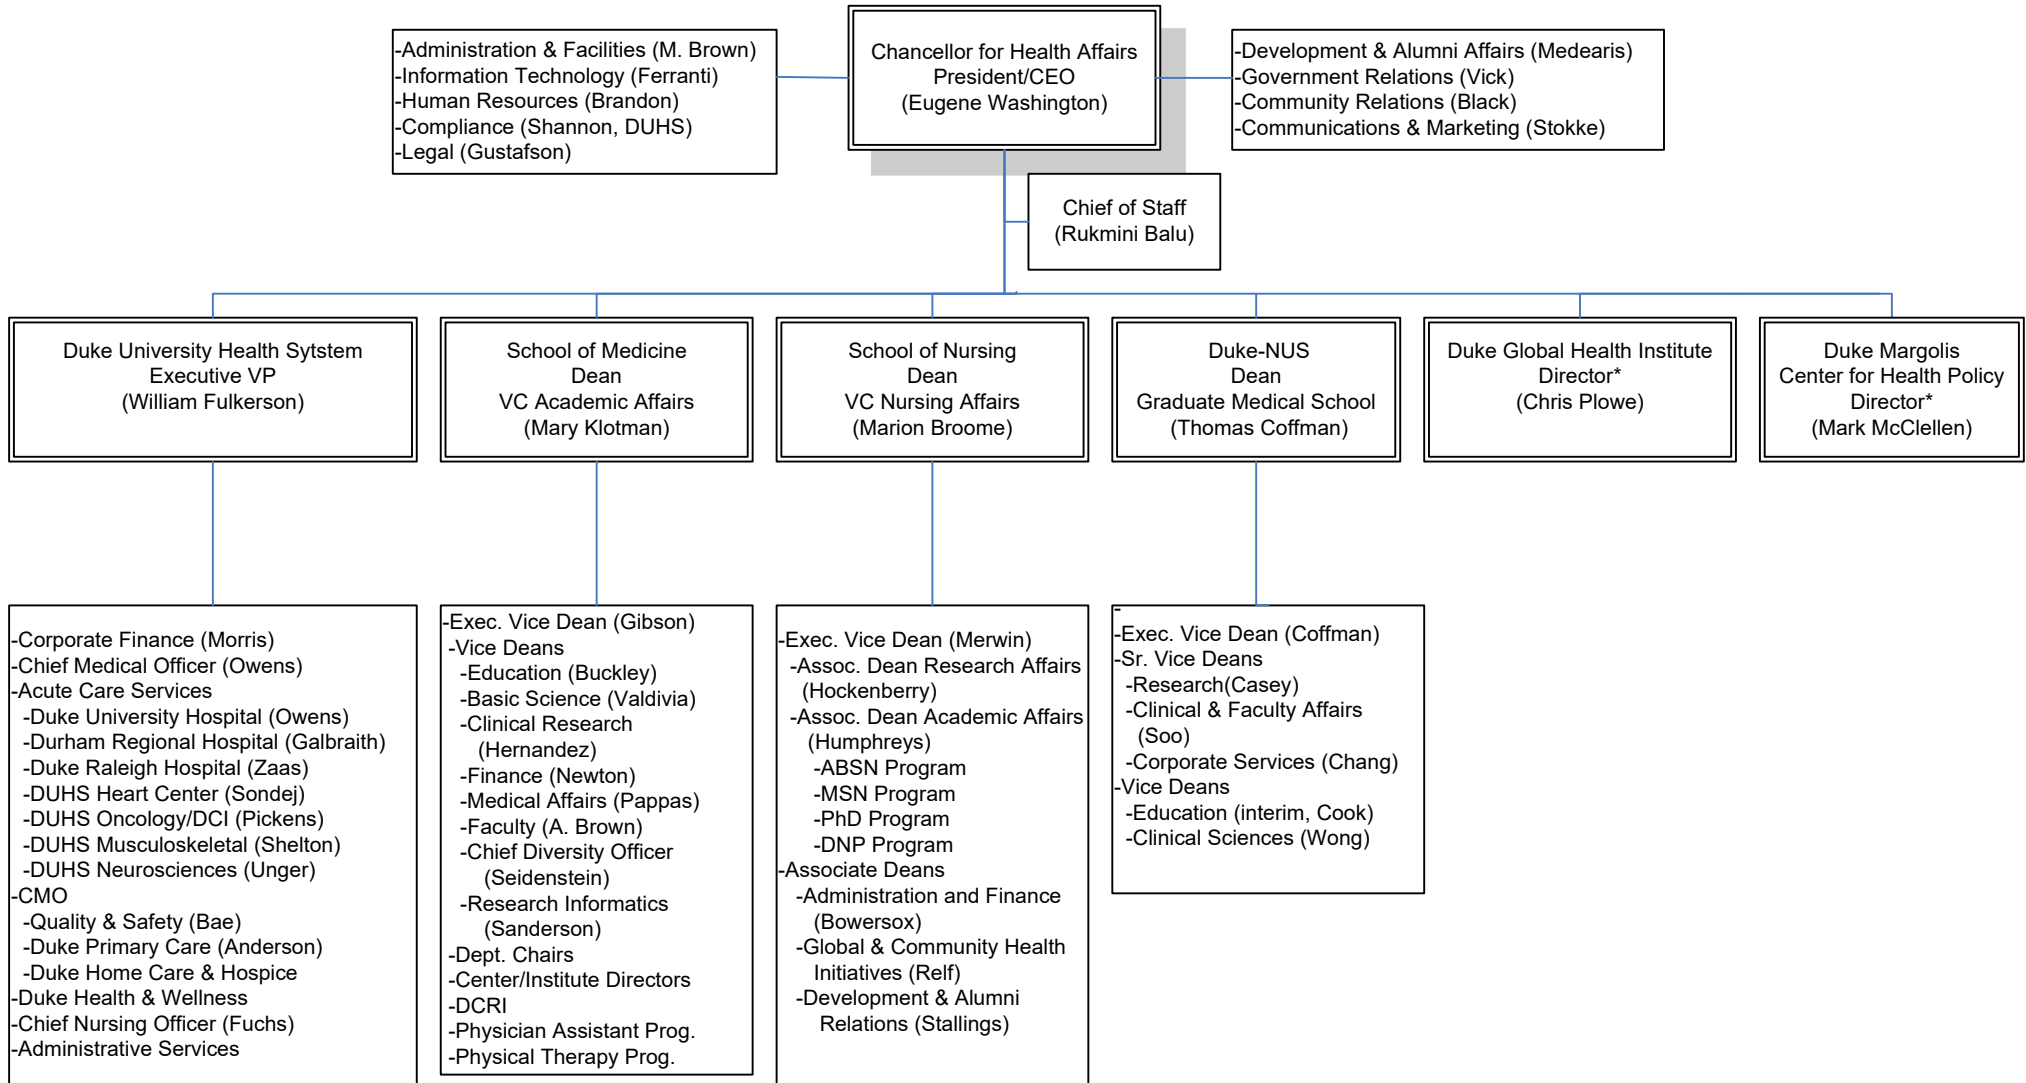 -Administration & Facilities (M. Brown)
-Information Technology (Ferranti)
-Human Resources (Brandon)
-Compliance (Shannon, DUHS)
-Legal (Gustafson)
Chancellor for Health Affairs
President/CEO
(Eugene Washington)
-Development & Alumni Affairs (Medearis)
-Government Relations (Vick)
-Community Relations (Black)
-Communications & Marketing (Stokke)
Chief of Staff
(Rukmini Balu)
Duke University Health Sytstem
Executive VP
(William Fulkerson)
School of Medicine
Dean
VC Academic Affairs
(Mary Klotman)
School of Nursing
Dean
VC Nursing Affairs
(Marion Broome)
Duke-NUS
Dean
Graduate Medical School
(Thomas Coffman)
Duke Global Health Institute
Director*
(Chris Plowe)
Duke Margolis
Center for Health Policy
Director*
(Mark McClellen)
-Corporate Finance (Morris)
-Chief Medical Officer (Owens)
-Acute Care Services
-Duke University Hospital (Owens)
-Durham Regional Hospital (Galbraith)
-Duke Raleigh Hospital (Zaas)
-DUHS Heart Center (Sondej)
-DUHS Oncology/DCI (Pickens)
-DUHS Musculoskeletal (Shelton)
-DUHS Neurosciences (Unger)
-CMO
-Quality & Safety (Bae)
-Duke Primary Care (Anderson)
-Duke Home Care & Hospice
-Duke Health & Wellness
-Chief Nursing Officer (Fuchs)
-Administrative Services
-Exec. Vice Dean (Gibson)
-Vice Deans
-Education (Buckley)
-Basic Science (Valdivia)
-Clinical Research
(Hernandez)
-Finance (Newton)
-Medical Affairs (Pappas)
-Faculty (A. Brown)
-Chief Diversity Officer
(Seidenstein)
-Research Informatics
(Sanderson)
-Dept. Chairs
-Center/Institute Directors
-DCRI
-Physician Assistant Prog.
-Physical Therapy Prog.
-Exec. Vice Dean (Merwin)
-Assoc. Dean Research Affairs
(Hockenberry)
-Assoc. Dean Academic Affairs
(Humphreys)
-ABSN Program
-MSN Program
-PhD Program
-DNP Program
-Associate Deans
-Administration and Finance
(Bowersox)
-Global & Community Health
Initiatives (Relf)
-Development & Alumni
Relations (Stallings)
-
-Exec. Vice Dean (Coffman)
-Sr. Vice Deans
-Research(Casey)
-Clinical & Faculty Affairs
(Soo)
-Corporate Services (Chang)
-Vice Deans
-Education (interim, Cook)
-Clinical Sciences (Wong)